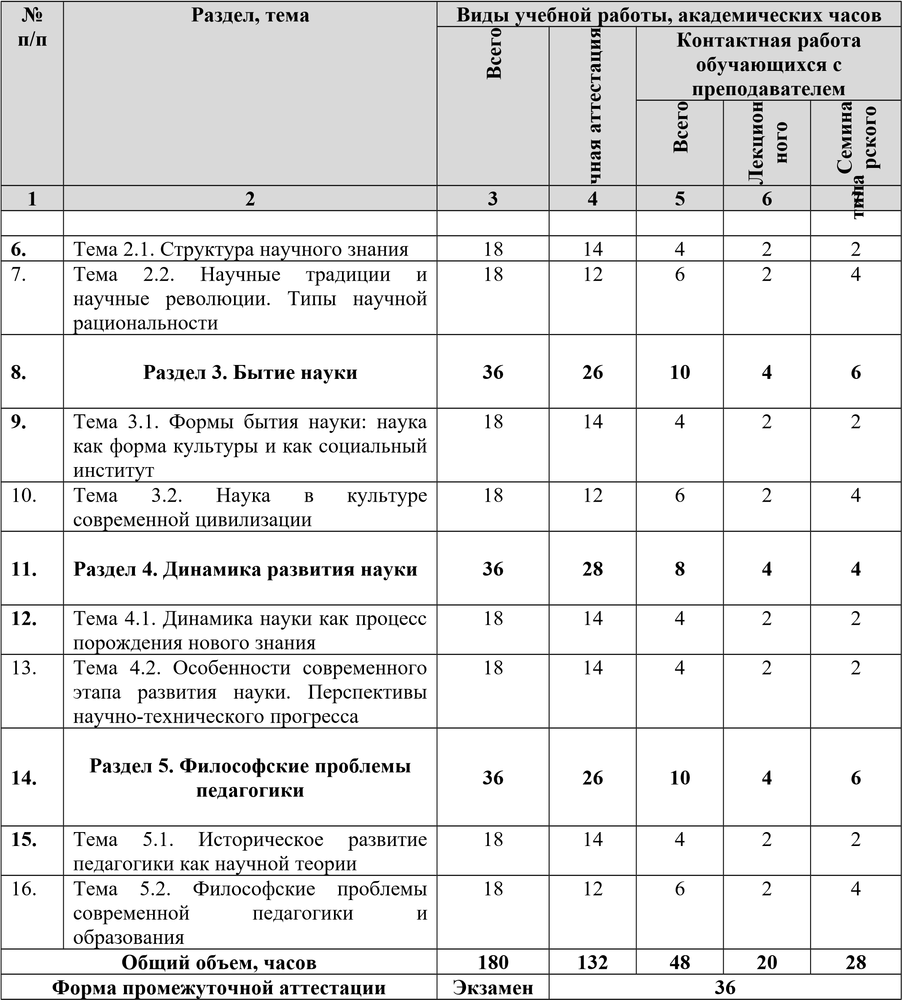 №
п/п
Раздел, тема
Виды учебной работы, академических часов
Всего
чная аттестация
Контактная работа
обучающихся с
преподавателем
Всего
Лекцион
ного
Семина
рского
типа
1 2 3 4 5 6
6. Тема 2.1. Структура научного знания 18 14 4 2 2
7. Тема 2.2. Научные традиции и 18 12 6 2 4
научные революции. Типы научной
рациональности
8. Раздел 3. Бытие науки 36 26 10 4 6
9. Тема 3.1. Формы бытия науки: наука 18 14 4 2 2
как форма культуры и как социальный
институт
10. Тема 3.2. Наука в культуре 18 12 6 2 4
современной цивилизации
11. Раздел 4. Динамика развития науки 36 28 8 4 4
12. Тема 4.1. Динамика науки как процесс 18 14 4 2 2
порождения нового знания
13. Тема 4.2. Особенности современного 18 14 4 2 2
этапа развития науки. Перспективы
научно-технического прогресса
Раздел 5. Философские проблемы
14. педагогики 36 26 10 4 6
15. Тема 5.1. Историческое развитие 18 14 4 2 2
педагогики как научной теории
16. Тема 5.2. Философские проблемы 18 12 6 2 4
современной педагогики и
образования
Общий объем, часов 180 132 48 20 28
Форма промежуточной аттестации Экзамен 36